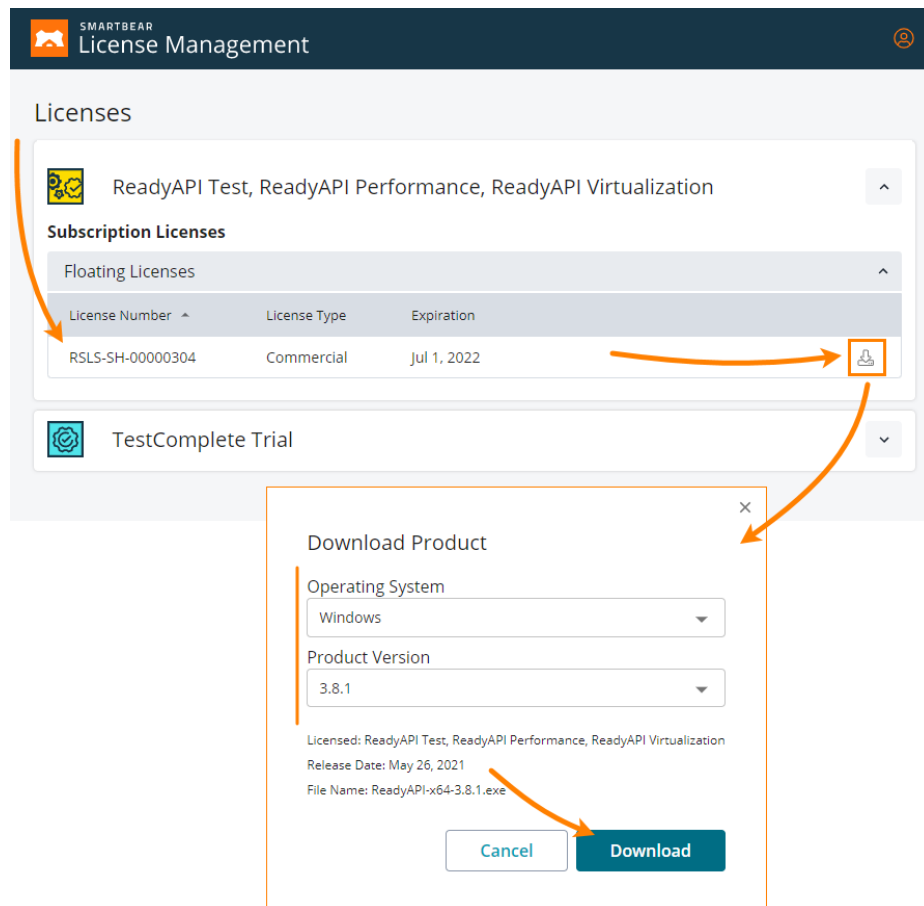 SMARTBEAR
License Management
Licenses
ReadyAPI Test, ReadyAPI Performance, ReadyAPI Virtualization
Subscription Licenses
Floating Licenses
License Number License Type Expiration
RSLS-SH-00000304 Commercial Jul 1, 2022
TestComplete Trial
Download Product
Operating System
Windows
Product Version
3.8.1
Licensed: ReadyAPI Test, ReadyAPI Performance, ReadyAPI Virtualization
Release Date: May 26, 2021
File Name: ReadyAPI-x64-3.8.1.exe
Cancel Download